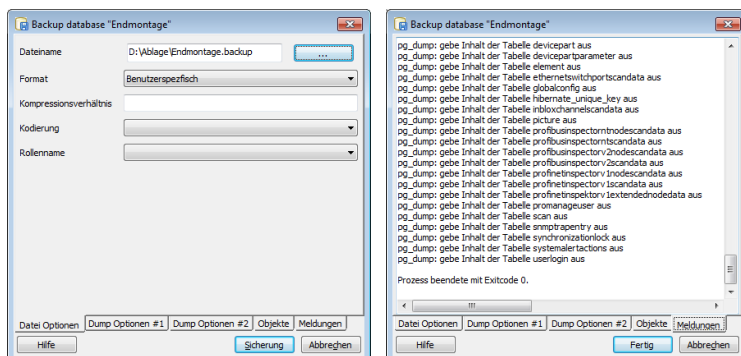 Backup database "Endmontage"
Dateiname
D:\Ablage\Endmontage.backup
...
Format
Benutzerspezfisch
Kompressionsverhältnis
Kodierung
Rollenname
Datei Optionen
Dump Optionen #1
Dump Optionen #2
Objekte
Meldungen
Hilfe
Sicherung
Abbrechen
Backup database "Endmontage"
pg_dump: gebe Inhalt der Tabelle devicepart aus
pg_dump: gebe Inhalt der Tabelle devicepartparameter aus
pg_dump: gebe Inhalt der Tabelle element aus
pg_dump: gebe Inhalt der Tabelle ethernetswitchportscandata aus
pg_dump: gebe Inhalt der Tabelle globalconfig aus
pg_dump: gebe Inhalt der Tabelle hibernate_unique_key aus
pg_dump: gebe Inhalt der Tabelle inbloxchannelscandata aus
pg_dump: gebe Inhalt der Tabelle picture aus
pg_dump: gebe Inhalt der Tabelle profibusinspectorntnodescandata aus
pg_dump: gebe Inhalt der Tabelle profibusinspectorntscandata aus
pg_dump: gebe Inhalt der Tabelle profibusinspectorv2nodescandata aus
pg_dump: gebe Inhalt der Tabelle profibusinspectorv2scandata aus
pg_dump: gebe Inhalt der Tabelle profinetinspectorv1nodescandata aus
pg_dump: gebe Inhalt der Tabelle profinetinspectorv1scandata aus
pg_dump: gebe Inhalt der Tabelle profinetinspektorv1extendednodedata aus
pg_dump: gebe Inhalt der Tabelle promanageuser aus
pg_dump: gebe Inhalt der Tabelle scan aus
pg_dump: gebe Inhalt der Tabelle snmptrapentry aus
pg_dump: gebe Inhalt der Tabelle synchronizationlock aus
pg_dump: gebe Inhalt der Tabelle systemalertactions aus
pg_dump: gebe Inhalt der Tabelle userlogin aus
Prozess beendete mit Exitcode 0.
Datei Optionen
Dump Optionen #1
Dump Optionen #2
Objekte
Meldungen
Hilfe
Fertig
Abbrechen